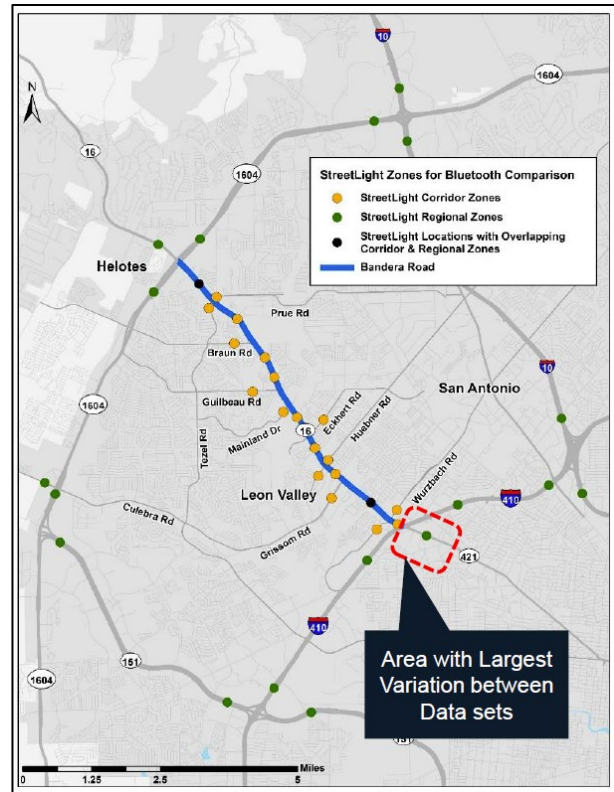 10
1604
N
16
1604
StreetLight Zones for Bluetooth Comparison
StreetLight Corridor Zones
StreetLight Regional Zones
StreetLight Locations with Overlapping
Corridor & Regional Zones
Bandera Road
Helotes
Prue Rd
Braun Rd
10
San Antonio
1604
Guilbeau Rd
Eckhert Rd
Huebner Rd
Tezel Rd
Mainland Dr
16
Wurzbach Rd
Leon Valley
410
Culebra Rd
Grissom Rd
421
410
151
1604
Area with Largest
Variation between
Data sets
151
Miles
0
1.25
2.5
5